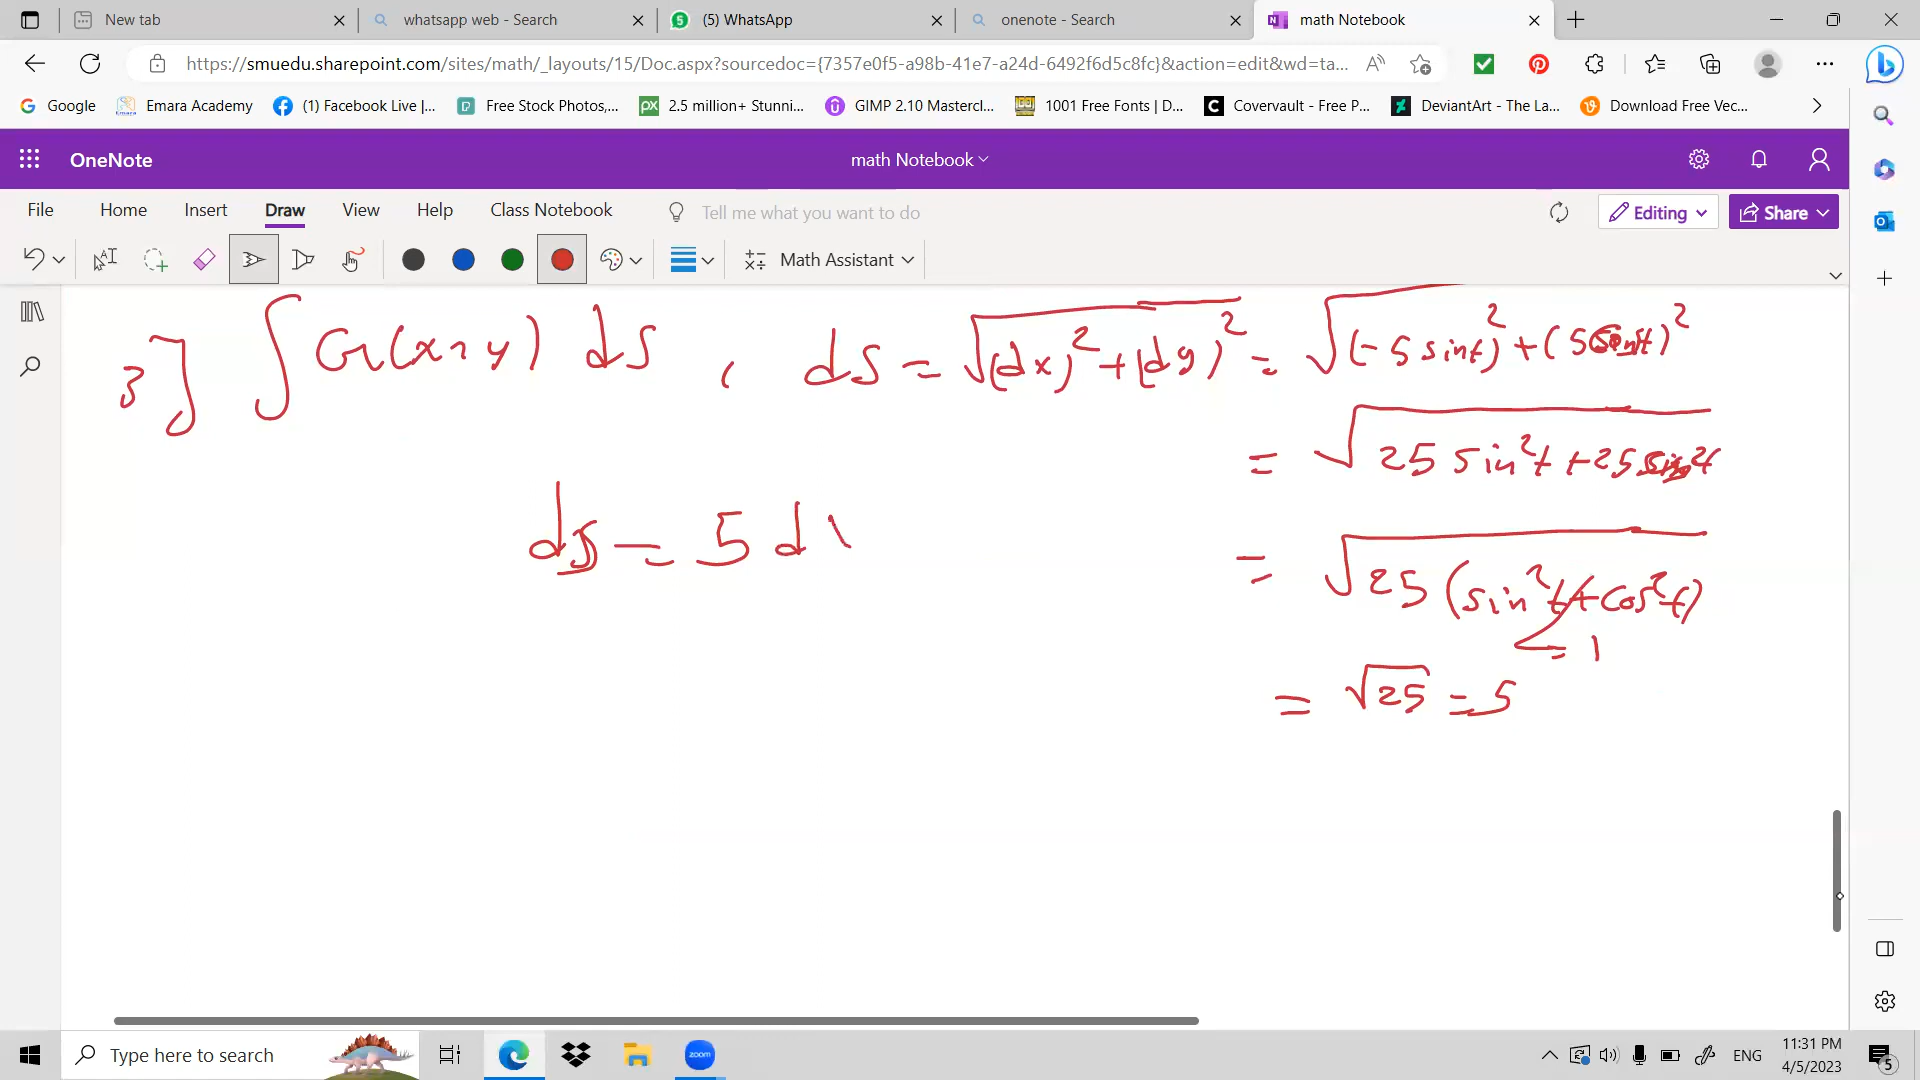 New tab
whatsapp web - Search
(5) WhatsApp
onenote - Search
math Notebook
https://smuedu.sharepoint.com/sites/math/_layouts/15/Doc.aspx?sourcedoc={7357e0f5-a98b-41e7-a24d-6492f6d5c8fc}&action=edit&wd=ta...
Google
Emara Academy
(1) Facebook Live |...
Free Stock Photos,...
2.5 million+ Stunni...
GIMP 2.10 Mastercl...
1001 Free Fonts | D...
Covervault - Free P...
DeviantArt - The La...
Download Free Vec...
OneNote
math Notebook
File Home Insert Draw View Help Class Notebook
Tell me what you want to do
Editing
Share
Math Assistant
3] ∫ G(x,y) ds , ds = √((dx)² + (dy)²) = √((-5 sint)² + (5 )²
= √(25 sin²t + 25
ds = 5 d
= √(25 (sin²t + cos²t)
= 1
= √25 = 5
Type here to search
zoom
ENG
11:31 PM
4/5/2023
5